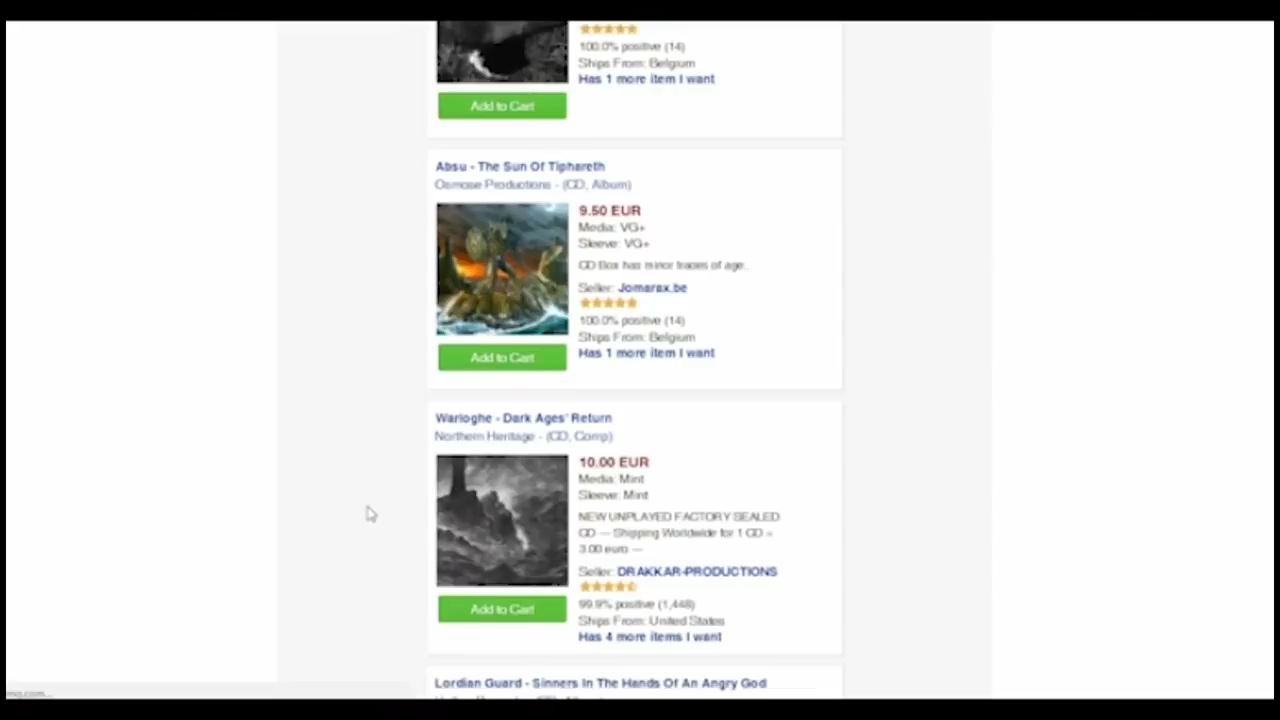 100.0% positive (14)
Ships From: Belgium
Has 1 more item I want
Add to Cart
Absu - The Sun Of Tiphareth
Osmose Productions - (CD, Album)
9.50 EUR
Media: VG+
Sleeve: VG+
CD Box has minor traces of age..
Seller: Jomarax.be
100.0% positive (14)
Ships From: Belgium
Has 1 more item I want
Add to Cart
Warloghe - Dark Ages' Return
Northern Heritage - (CD, Comp)
10.00 EUR
Media: Mint
Sleeve: Mint
NEW UNPLAYED FACTORY SEALED
CD --- Shipping Worldwide for 1 CD =
3.00 euro ---
Seller: DRAKKAR-PRODUCTIONS
99.9% positive (1,448)
Ships From: United States
Has 4 more items I want
Add to Cart
Lordian Guard - Sinners In The Hands Of An Angry God